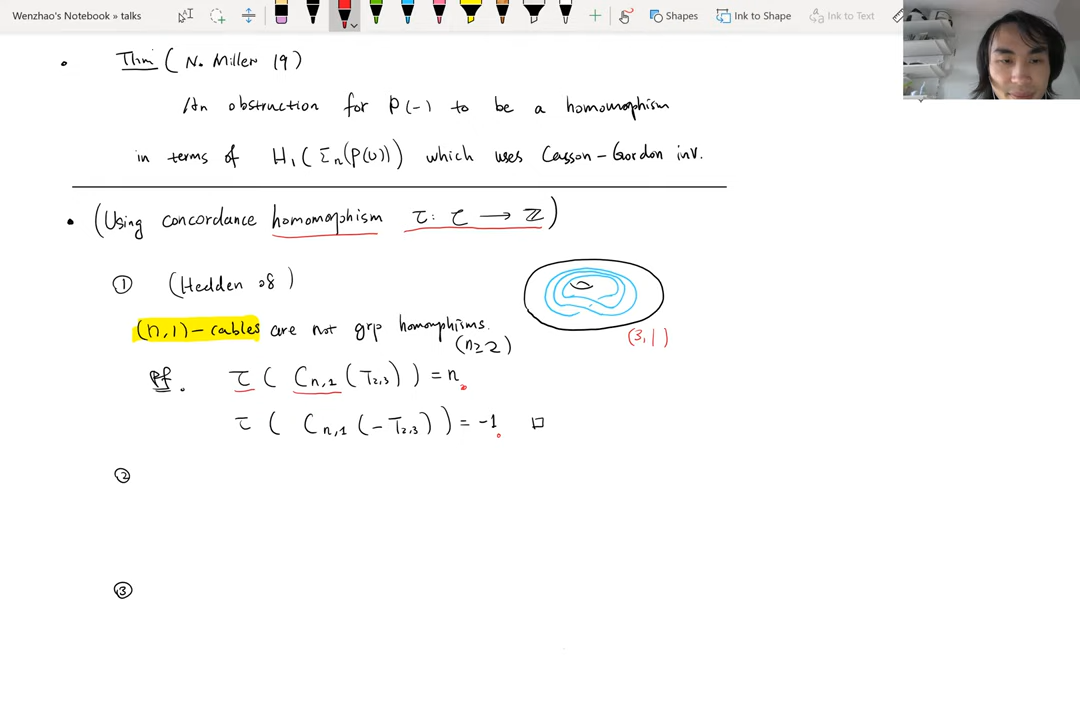 Wenzhao's Notebook » talks
Shapes
Ink to Shape
Ink to Text
• Thm (N. Miller 19)
An obstruction for P(-) to be a homomorphism
in terms of H₁(Σₙ(P(U))) which uses Casson-Gordon inv.
• (Using concordance homomorphism τ: C → ℤ)
① (Hedden 08)
(n,1)-cables are not grp homomorphisms.
(n≥2)
(3,1)
Pf. τ(Cₙ,₁(T₂,₃)) = n
τ(Cₙ,₁(-T₂,₃)) = -1 □
②
③